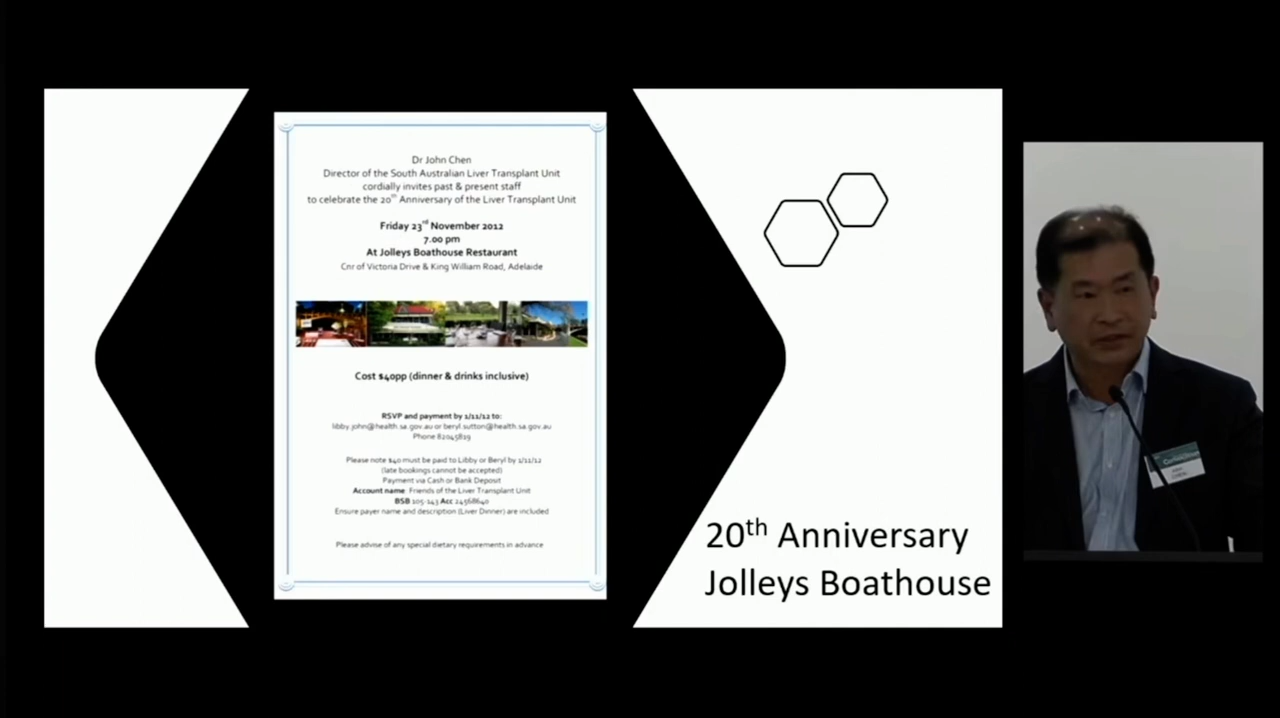 Dr John Chen
Director of the South Australian Liver Transplant Unit
cordially invites past & present staff
to celebrate the 20th Anniversary of the Liver Transplant Unit
Friday 23rd November 2012
7.00 pm
At Jolleys Boathouse Restaurant
Cnr of Victoria Drive & King William Road, Adelaide
Cost $40pp (dinner & drinks inclusive)
RSVP and payment by 1/11/12 to:
libby.john@health.sa.gov.au or beryl.sutton@health.sa.gov.au
Phone 82045819
Please note $40 must be paid to Libby or Beryl by 1/11/12
(late bookings cannot be accepted)
Payment via Cash or Bank Deposit
Account name: Friends of the Liver Transplant Unit
BSB 105-143 Acc 24568640
Ensure payer name and description (Liver Dinner) are included
Please advise of any special dietary requirements in advance
20th Anniversary
Jolleys Boathouse